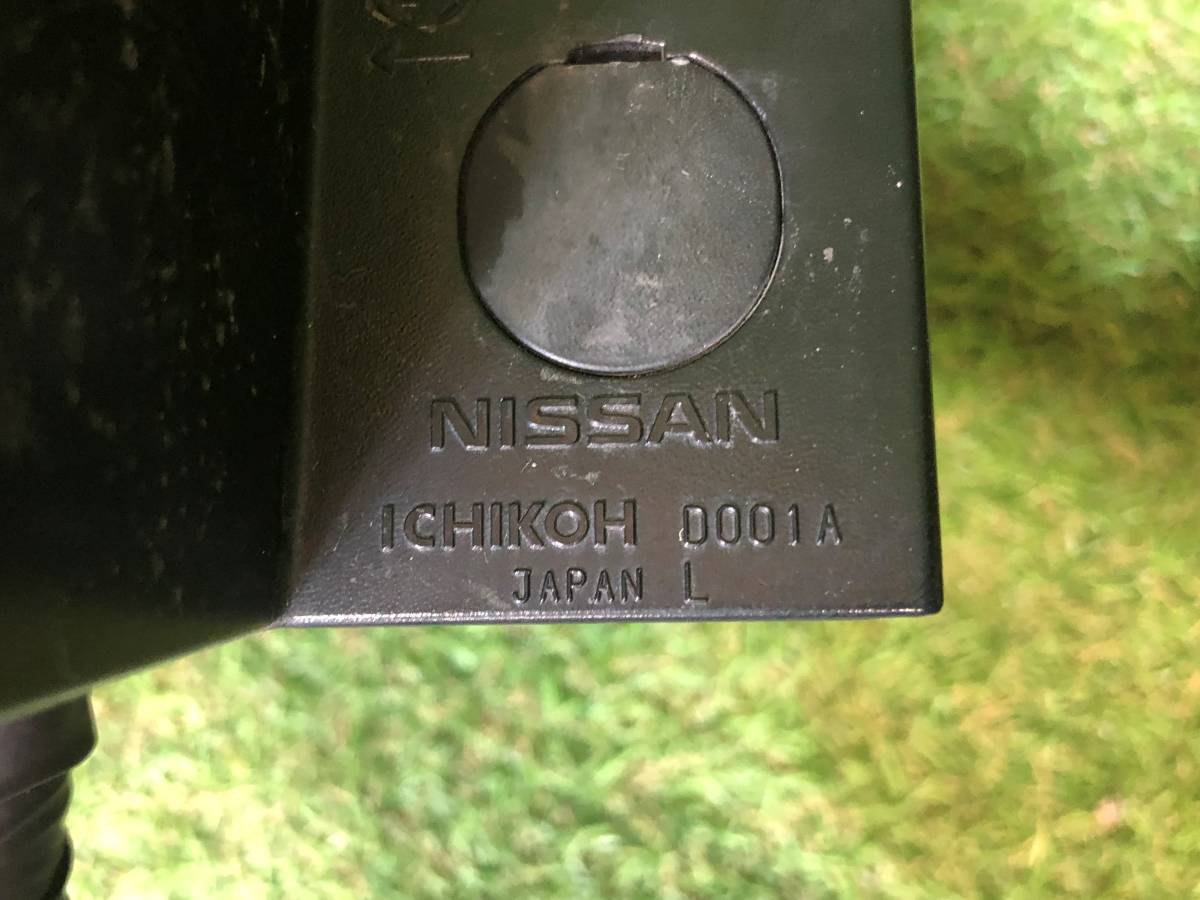 NISSAN
ICHIKOH D001A
JAPAN L